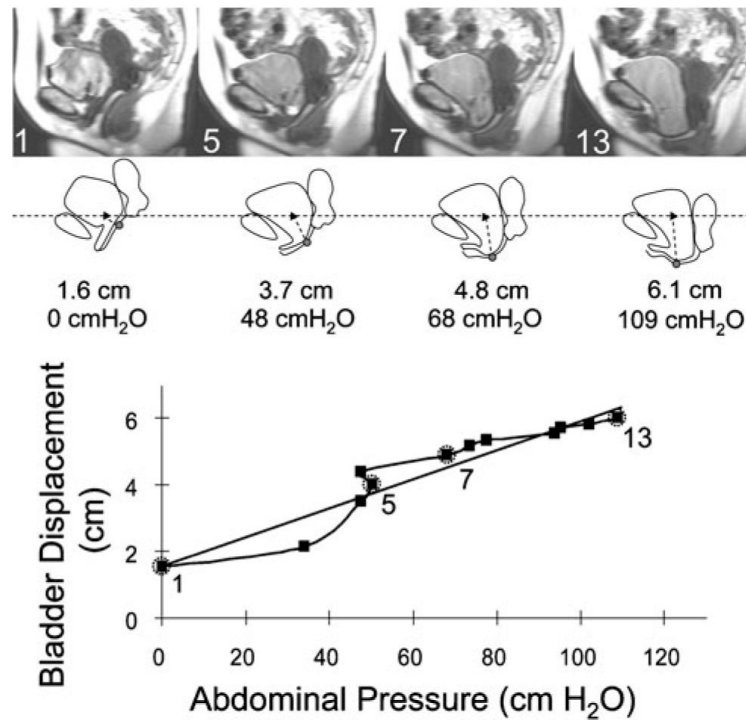 1 5 7 13
1.6 cm 3.7 cm 4.8 cm 6.1 cm
0 cmH₂O 48 cmH₂O 68 cmH₂O 109 cmH₂O
Bladder Displacement
(cm)
6
4
2
0
1
5
7
13
0 20 40 60 80 100 120
Abdominal Pressure (cm H₂O)